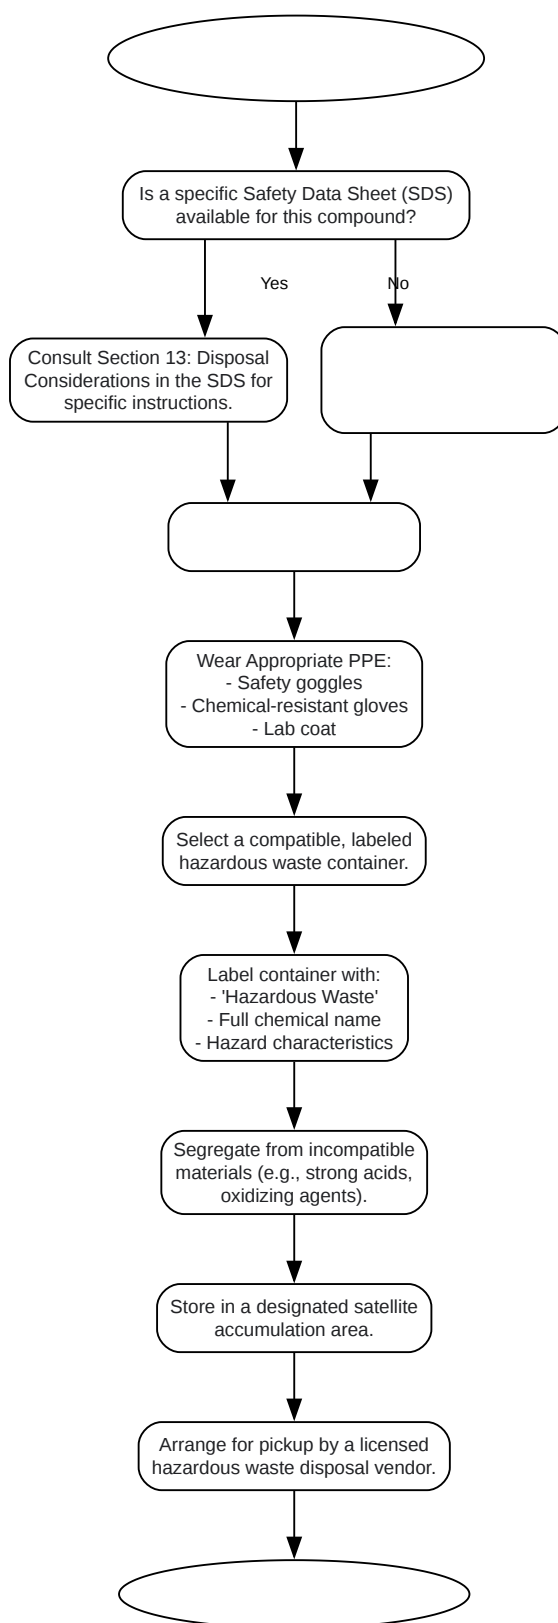 Is a specific Safety Data Sheet (SDS)
available for this compound?
Yes
No
Consult Section 13: Disposal
Considerations in the SDS for
specific instructions.
Wear Appropriate PPE:
- Safety goggles
- Chemical-resistant gloves
- Lab coat
Select a compatible, labeled
hazardous waste container.
Label container with:
- 'Hazardous Waste'
- Full chemical name
- Hazard characteristics
Segregate from incompatible
materials (e.g., strong acids,
oxidizing agents).
Store in a designated satellite
accumulation area.
Arrange for pickup by a licensed
hazardous waste disposal vendor.